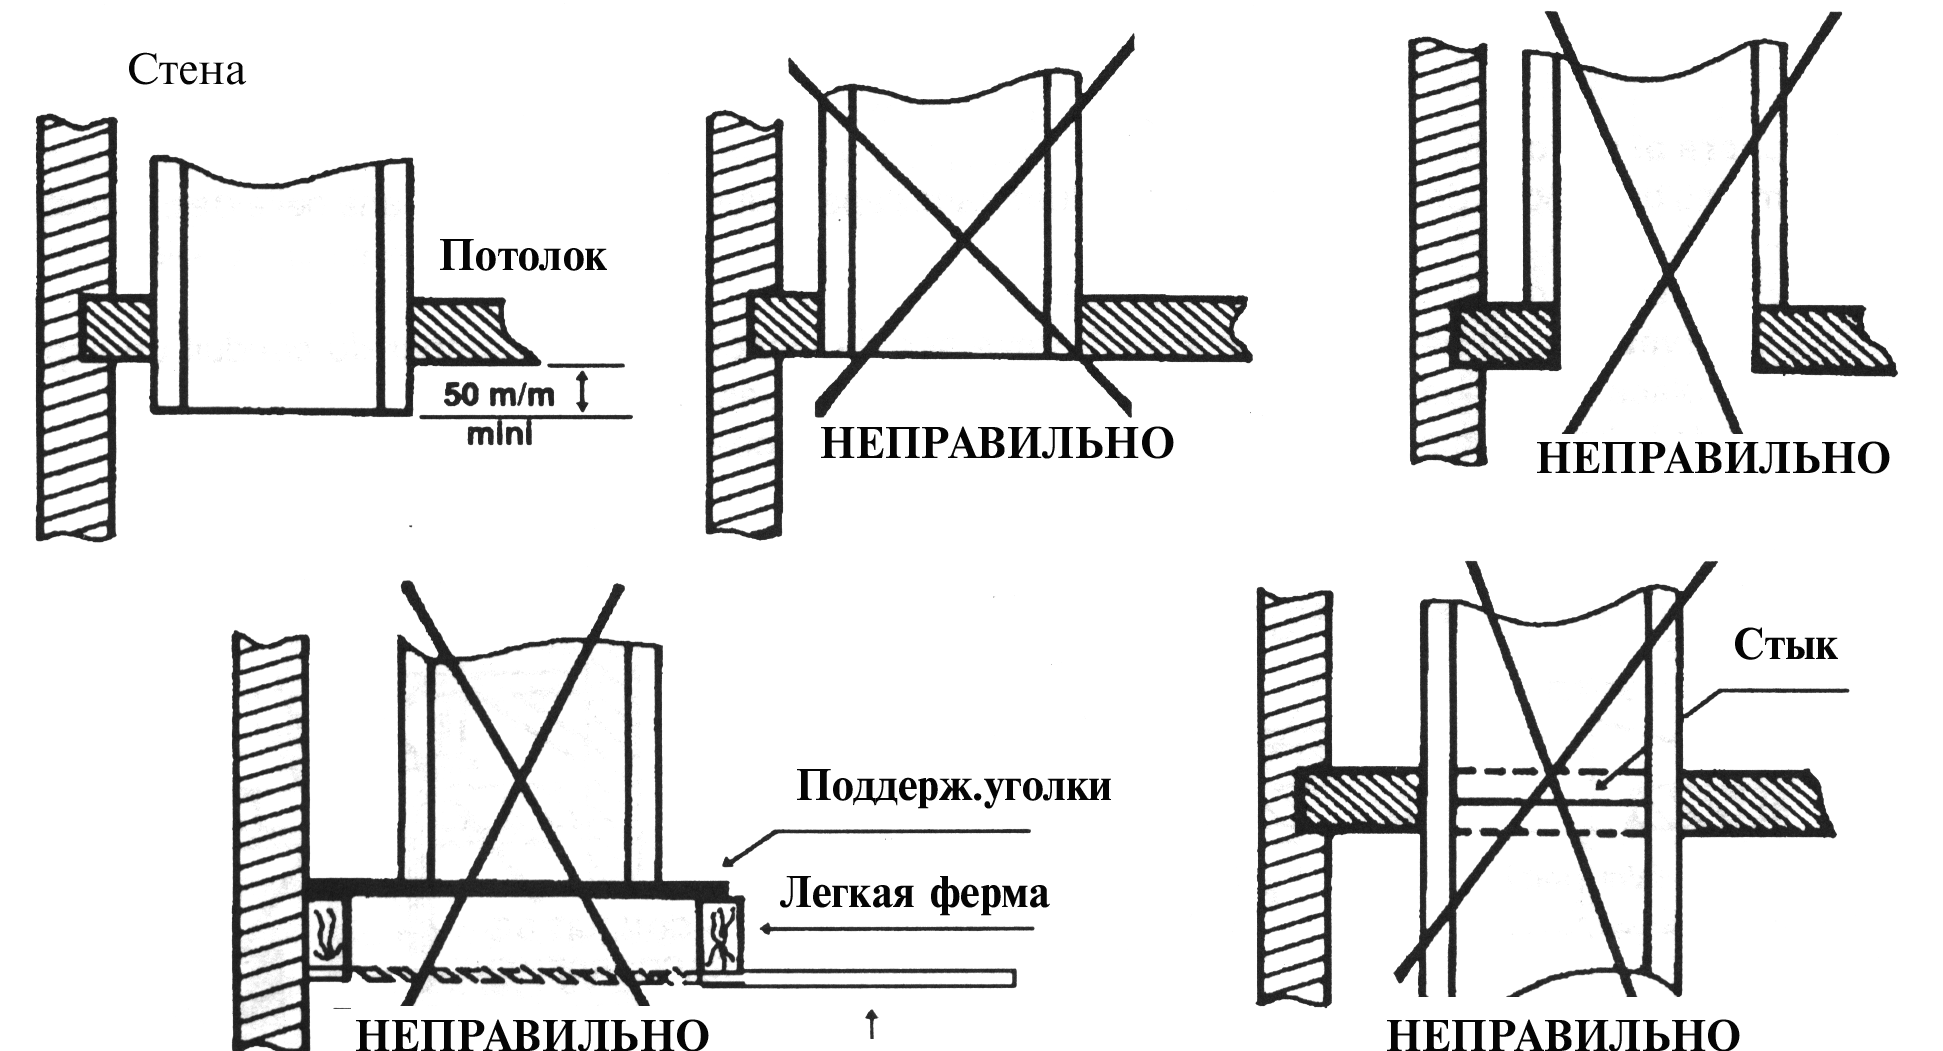 Стена
Потолок
50 m/m
mini
НЕПРАВИЛЬНО
НЕПРАВИЛЬНО
Поддерж.уголки
Легкая ферма
НЕПРАВИЛЬНО
Стык
НЕПРАВИЛЬНО